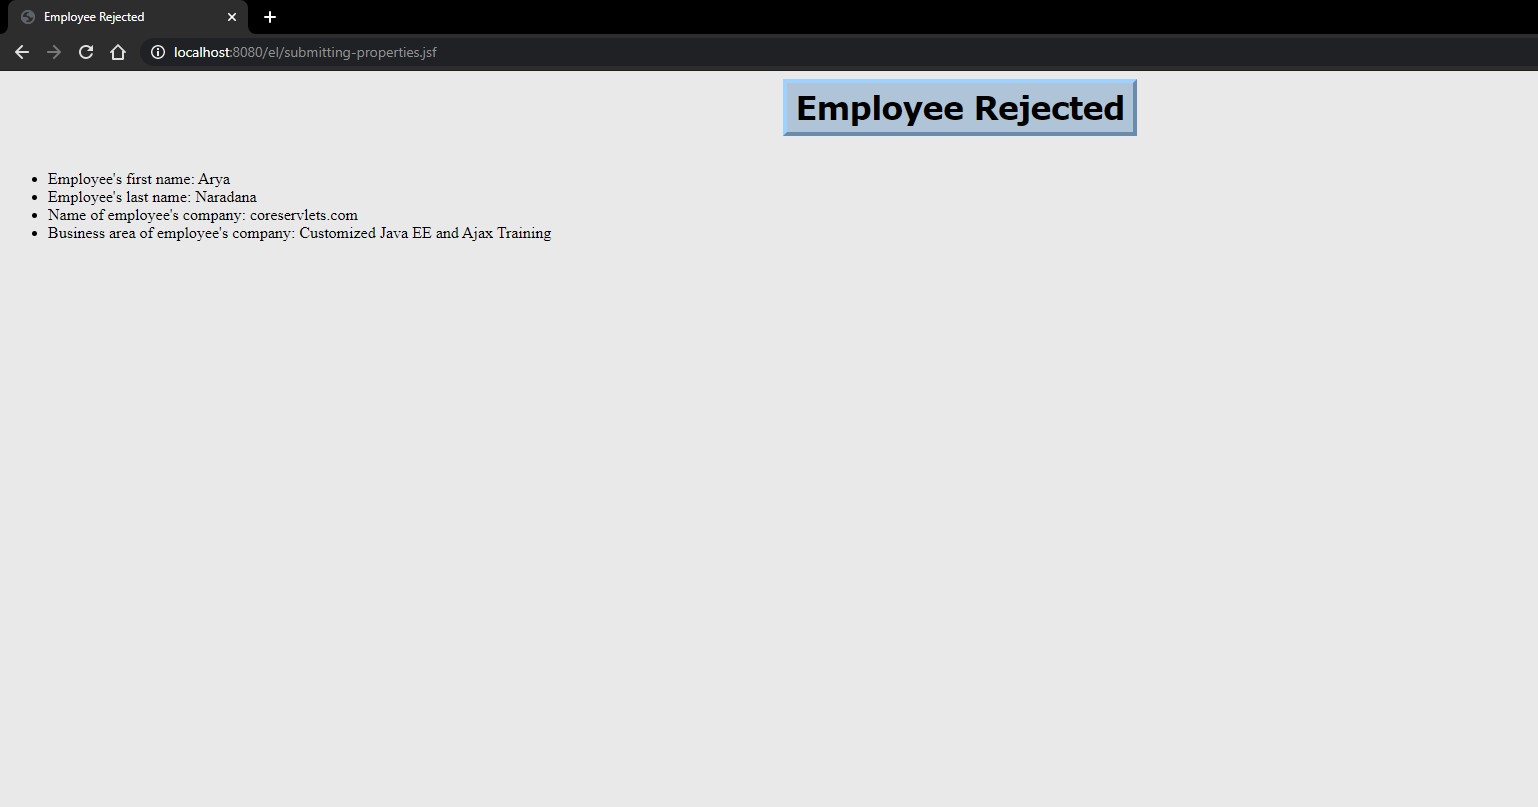 Employee Rejected
localhost:8080/el/submitting-properties.jsf
Employee Rejected
Employee's first name: Arya
Employee's last name: Naradana
Name of employee's company: coreservlets.com
Business area of employee's company: Customized Java EE and Ajax Training